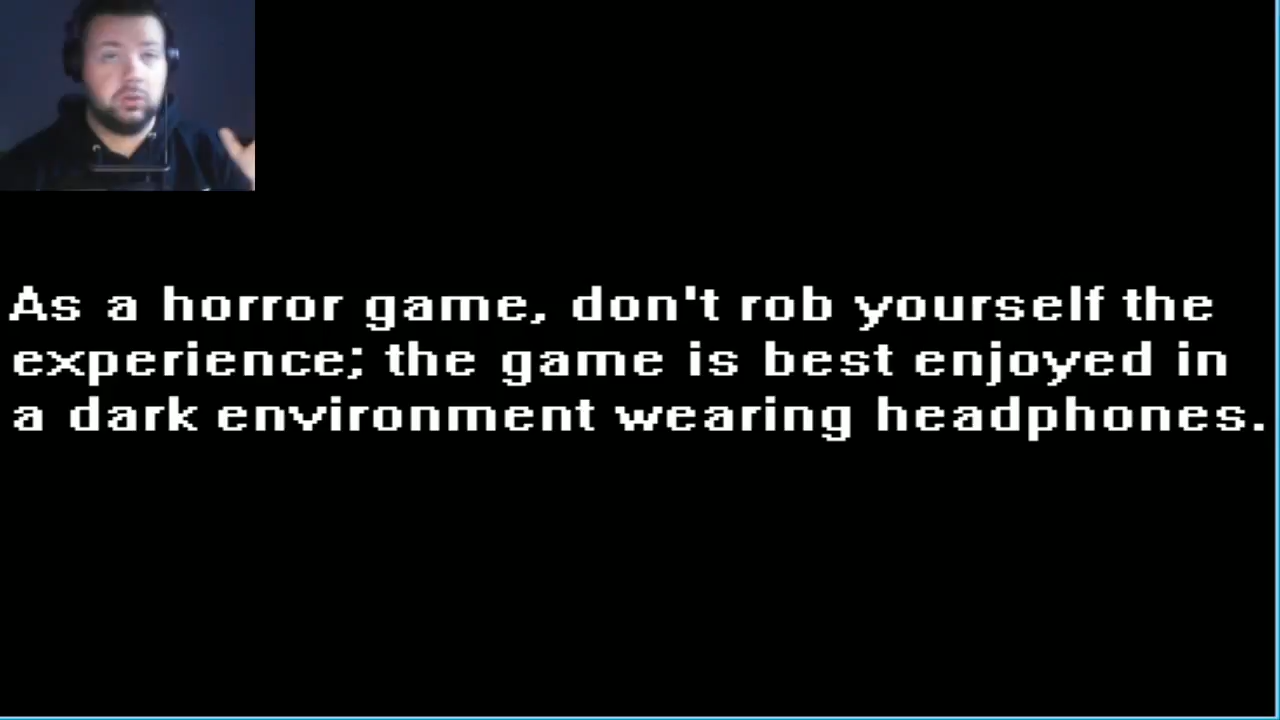 As a horror game, don't rob yourself the
experience; the game is best enjoyed in
a dark environment wearing headphones.